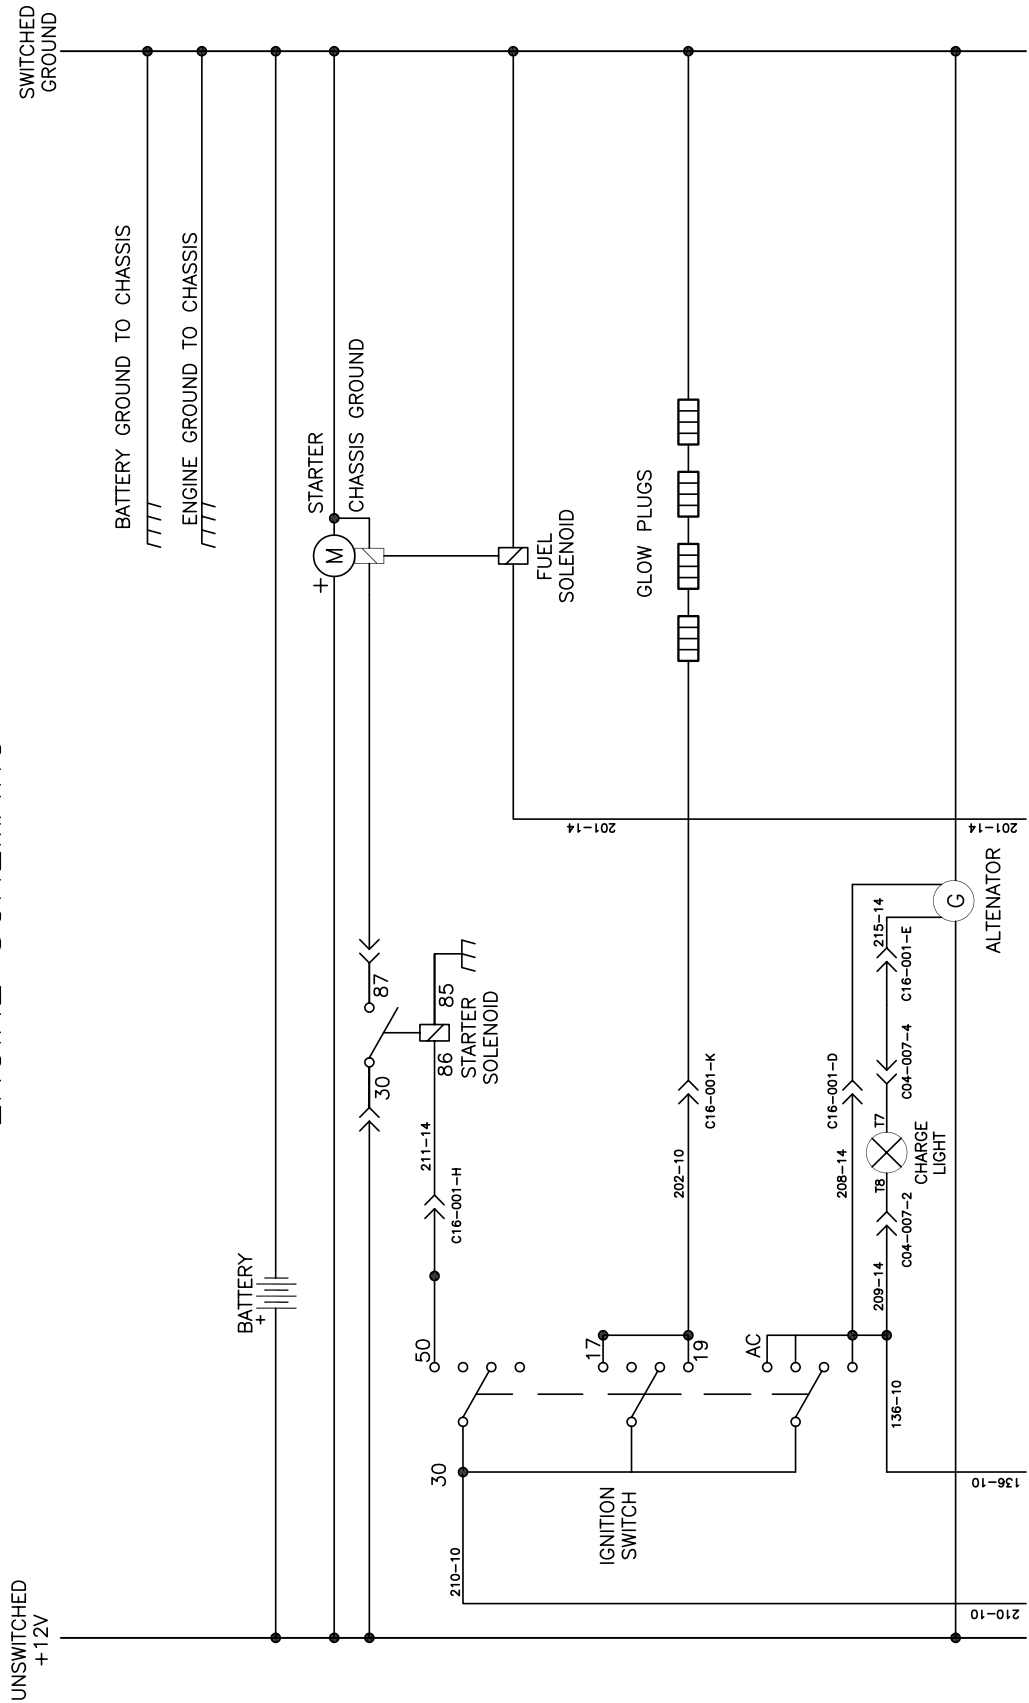 SWITCHED
GROUND
BATTERY GROUND TO CHASSIS
ENGINE GROUND TO CHASSIS
STARTER
CHASSIS GROUND
+
M
FUEL
SOLENOID
GLOW PLUGS
201-14
201-14
ALTENATOR
G
87
85
30
86
STARTER
SOLENOID
211-14
C16-001-H
202-10
C16-001-K
C16-001-D
208-14
215-14
C16-001-E
C04-007-4
T7
T8
CHARGE
LIGHT
C04-007-2
209-14
BATTERY
+
50
17
19
AC
136-10
136-10
30
IGNITION
SWITCH
210-10
210-10
UNSWITCHED
+12V